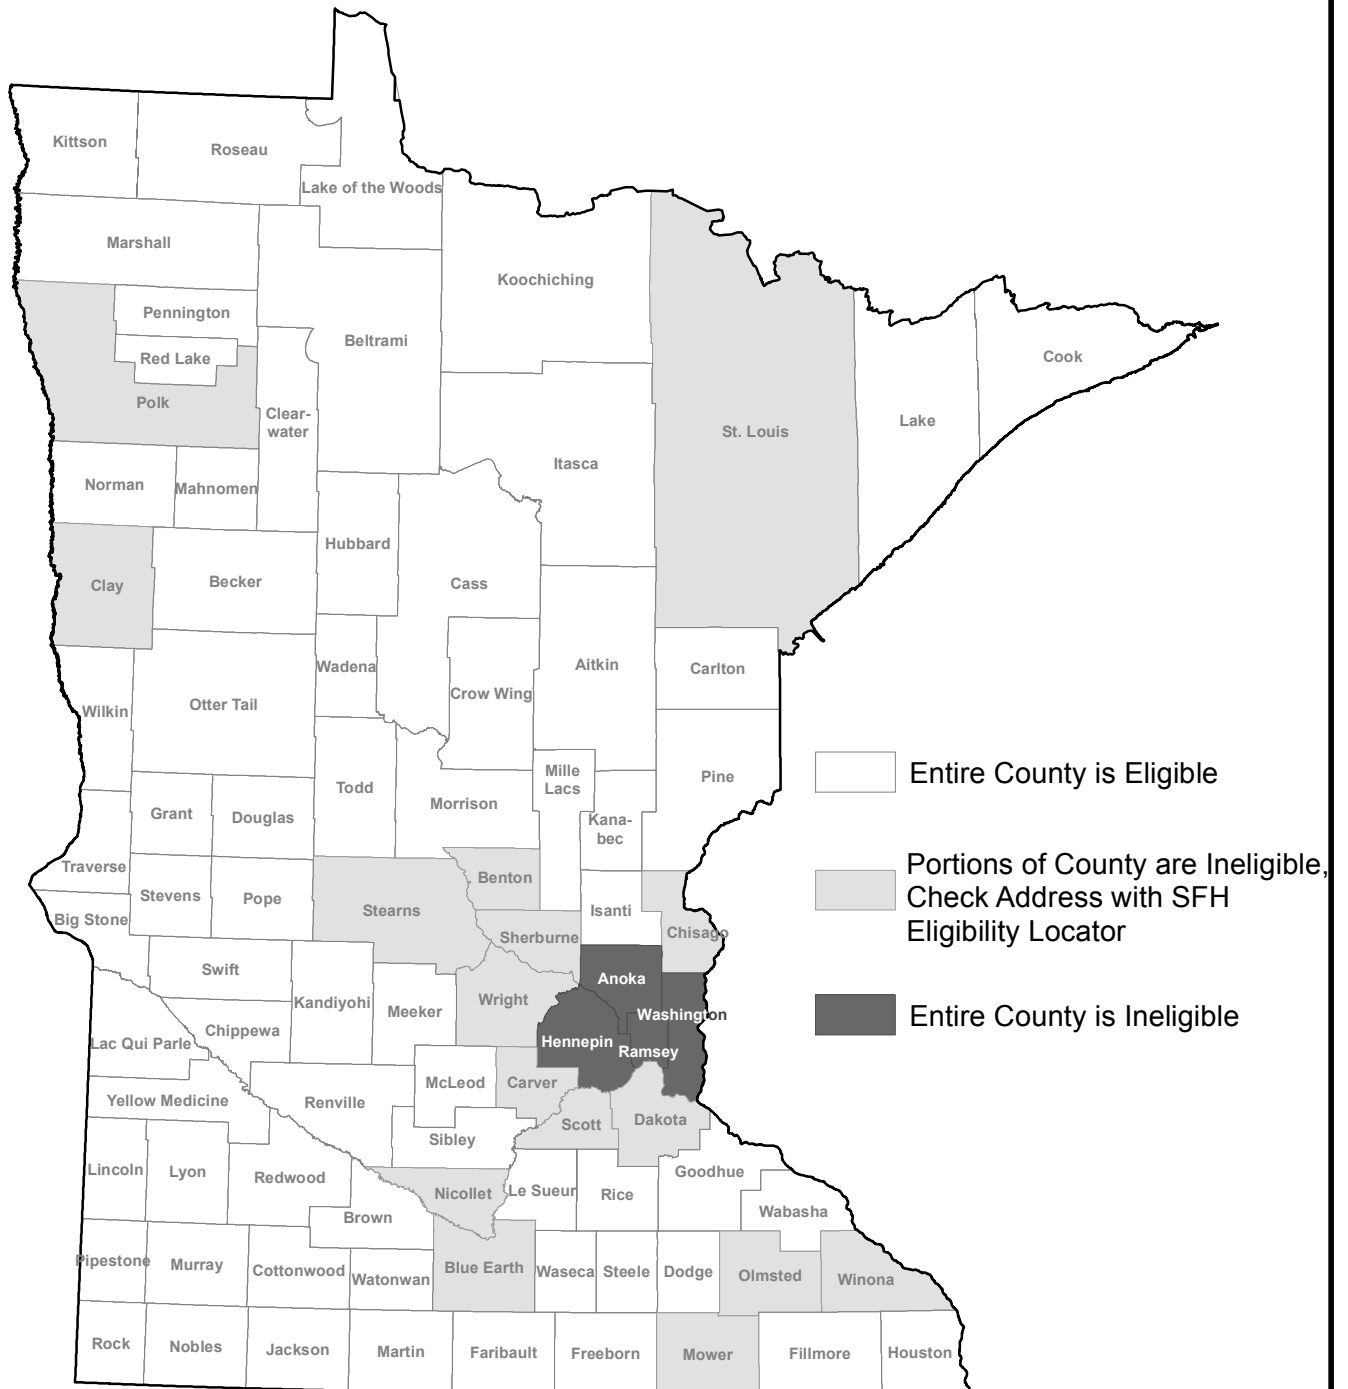 Kittson
Roseau
Lake of the Woods
Marshall
Koochiching
Pennington
Beltrami
Red Lake
Cook
Polk
Clear-
water
Lake
St. Louis
Itasca
Norman
Mahnomen
Hubbard
Clay
Becker
Cass
Wadena
Aitkin
Carlton
Crow Wing
Otter Tail
Wilkin
Mille
Lacs
Pine
Entire County is Eligible
Todd
Morrison
Grant
Douglas
Kana-
bec
Traverse
Portions of County are Ineligible,
Check Address with SFH
Eligibility Locator
Benton
Stevens
Pope
Stearns
Isanti
Big Stone
Sherburne
Chisago
Swift
Anoka
Kandiyohi
Wright
Meeker
Washington
Entire County is Ineligible
Chippewa
Lac Qui Parle
Hennepin
Ramsey
McLeod
Carver
Yellow Medicine
Renville
Dakota
Scott
Sibley
Lincoln
Lyon
Redwood
Goodhue
Nicollet
Le Sueur
Rice
Wabasha
Brown
Pipestone
Murray
Cottonwood
Watonwan
Blue Earth
Waseca
Steele
Dodge
Olmsted
Winona
Rock
Nobles
Jackson
Martin
Faribault
Freeborn
Mower
Fillmore
Houston